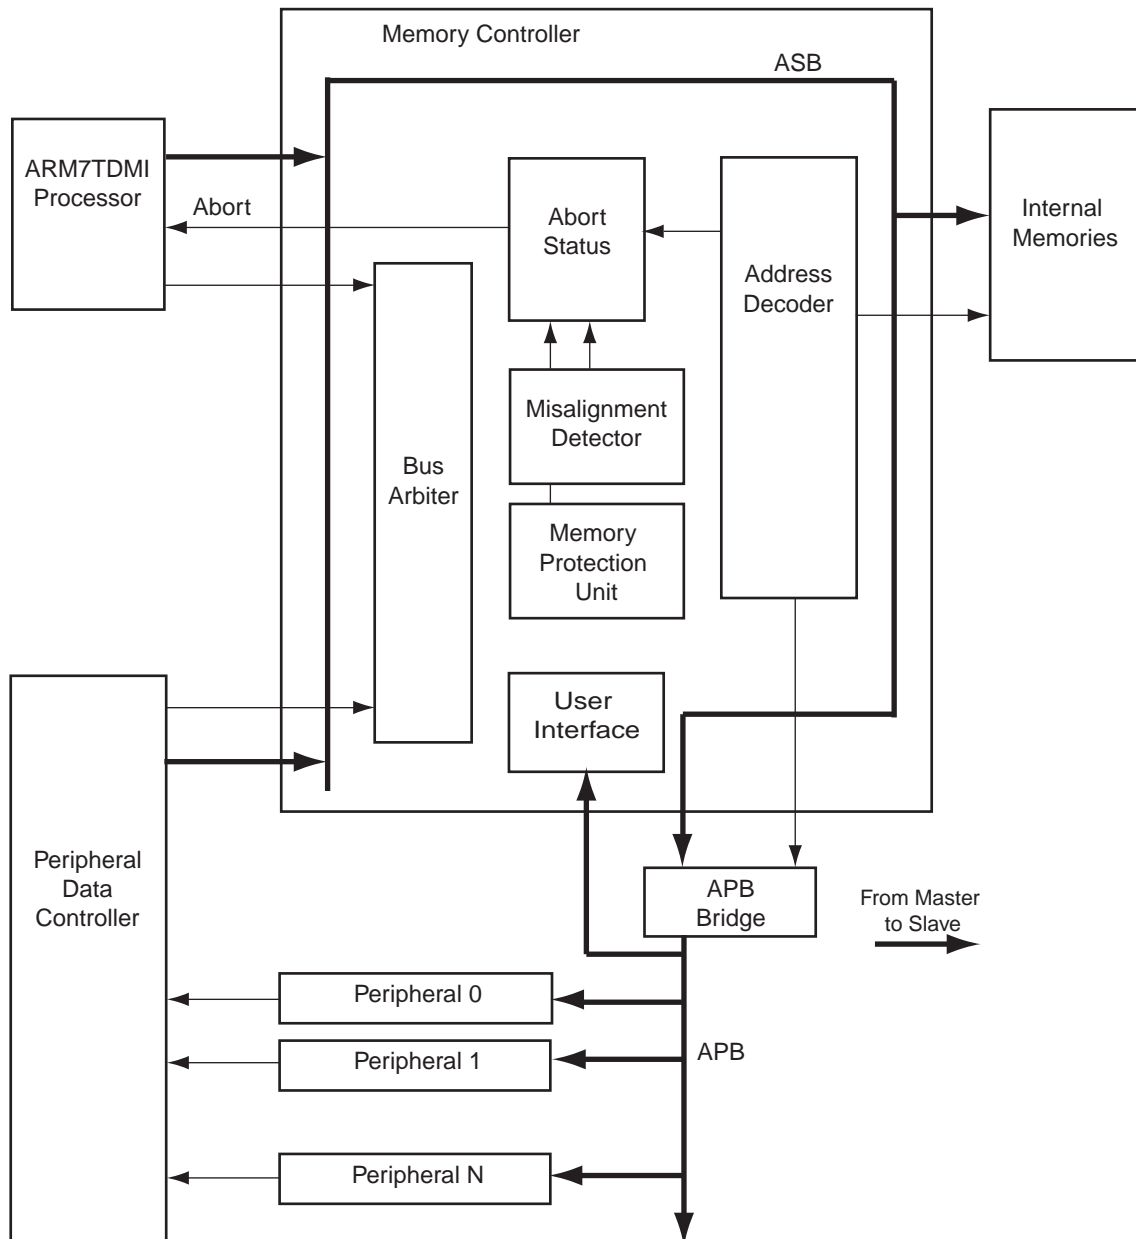 Memory Controller
ASB
ARM7TDMI
Processor
Abort
Abort
Status
Address
Decoder
Internal
Memories
Misalignment
Detector
Bus
Arbiter
Memory
Protection
Unit
User
Interface
Peripheral
Data
Controller
APB
Bridge
From Master
to Slave
Peripheral 0
Peripheral 1
APB
Peripheral N